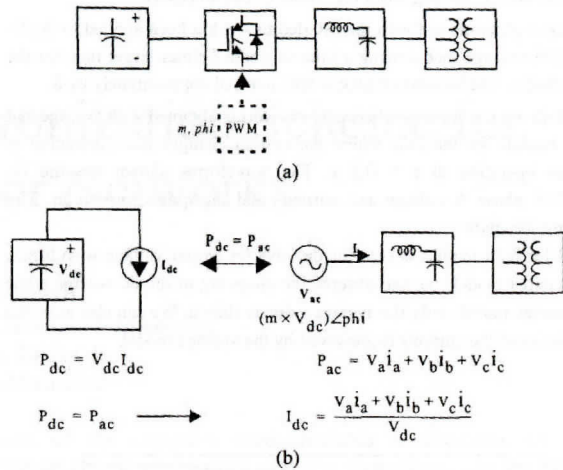 +
m, phi PWM
(a)
+
V_dc
I_dc
P_dc = P_ac
I
V_ac
(m×V_dc)∠phi
P_dc = V_dc I_dc
P_ac = v_a i_a + v_b i_b + v_c i_c
P_dc = P_ac
I_dc = (v_a i_a + v_b i_b + v_c i_c) / v_dc
(b)